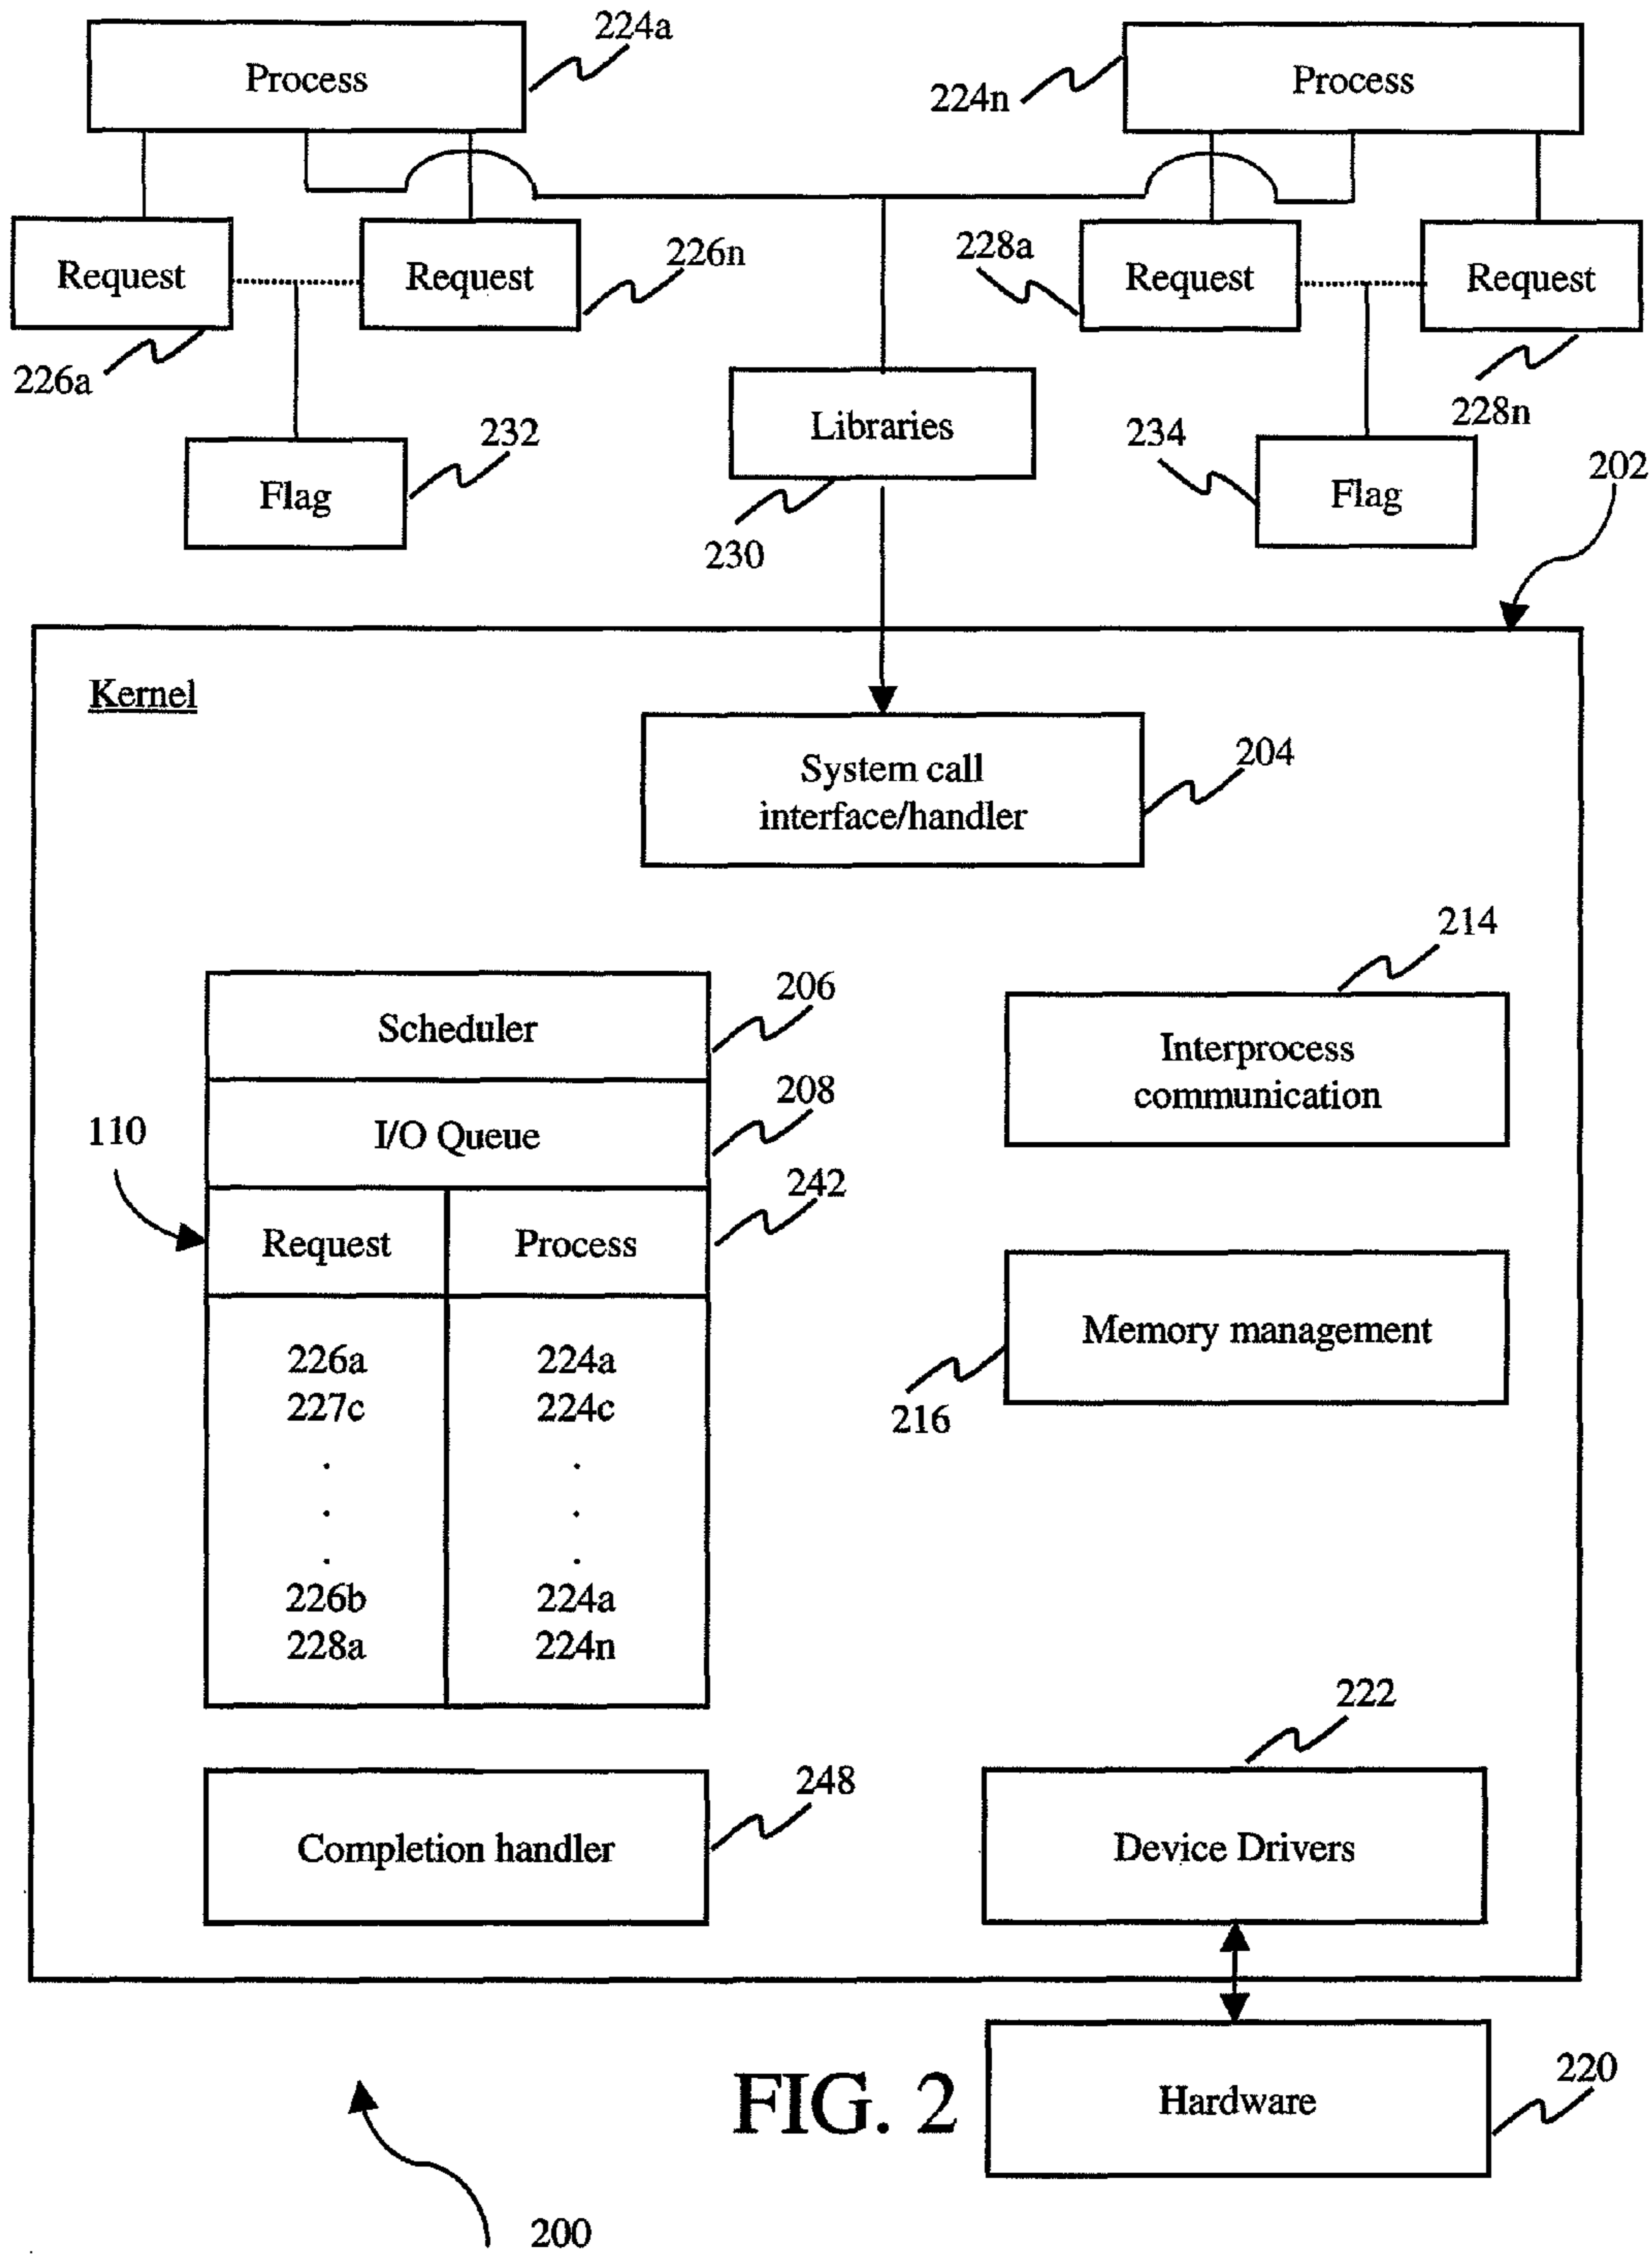 224a
Process
224n
Process
Request
Request
226n
228a
Request
Request
226a
228n
Libraries
232
234
Flag
Flag
202
230
Kernel
System call
interface/handler
204
214
206
Scheduler
Interprocess
communication
208
I/O Queue
110
242
Request
Process
Memory management
226a
224a
227c
224c
216
.
.
.
.
.
.
226b
224a
228a
224n
222
248
Completion handler
Device Drivers
220
Hardware
FIG. 2
200